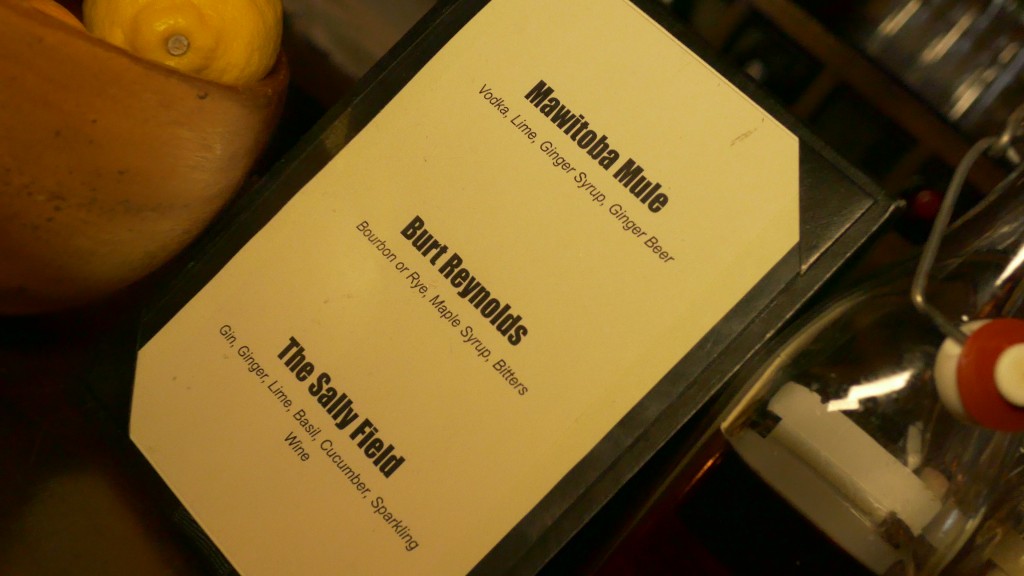 Mawitoba Mule
Vodka, Lime, Ginger Syrup, Ginger Beer
Burt Reynolds
Bourbon or Rye, Maple Syrup, Bitters
The Sally Field
Gin, Ginger, Lime, Basil, Cucumber, Sparkling
Wine